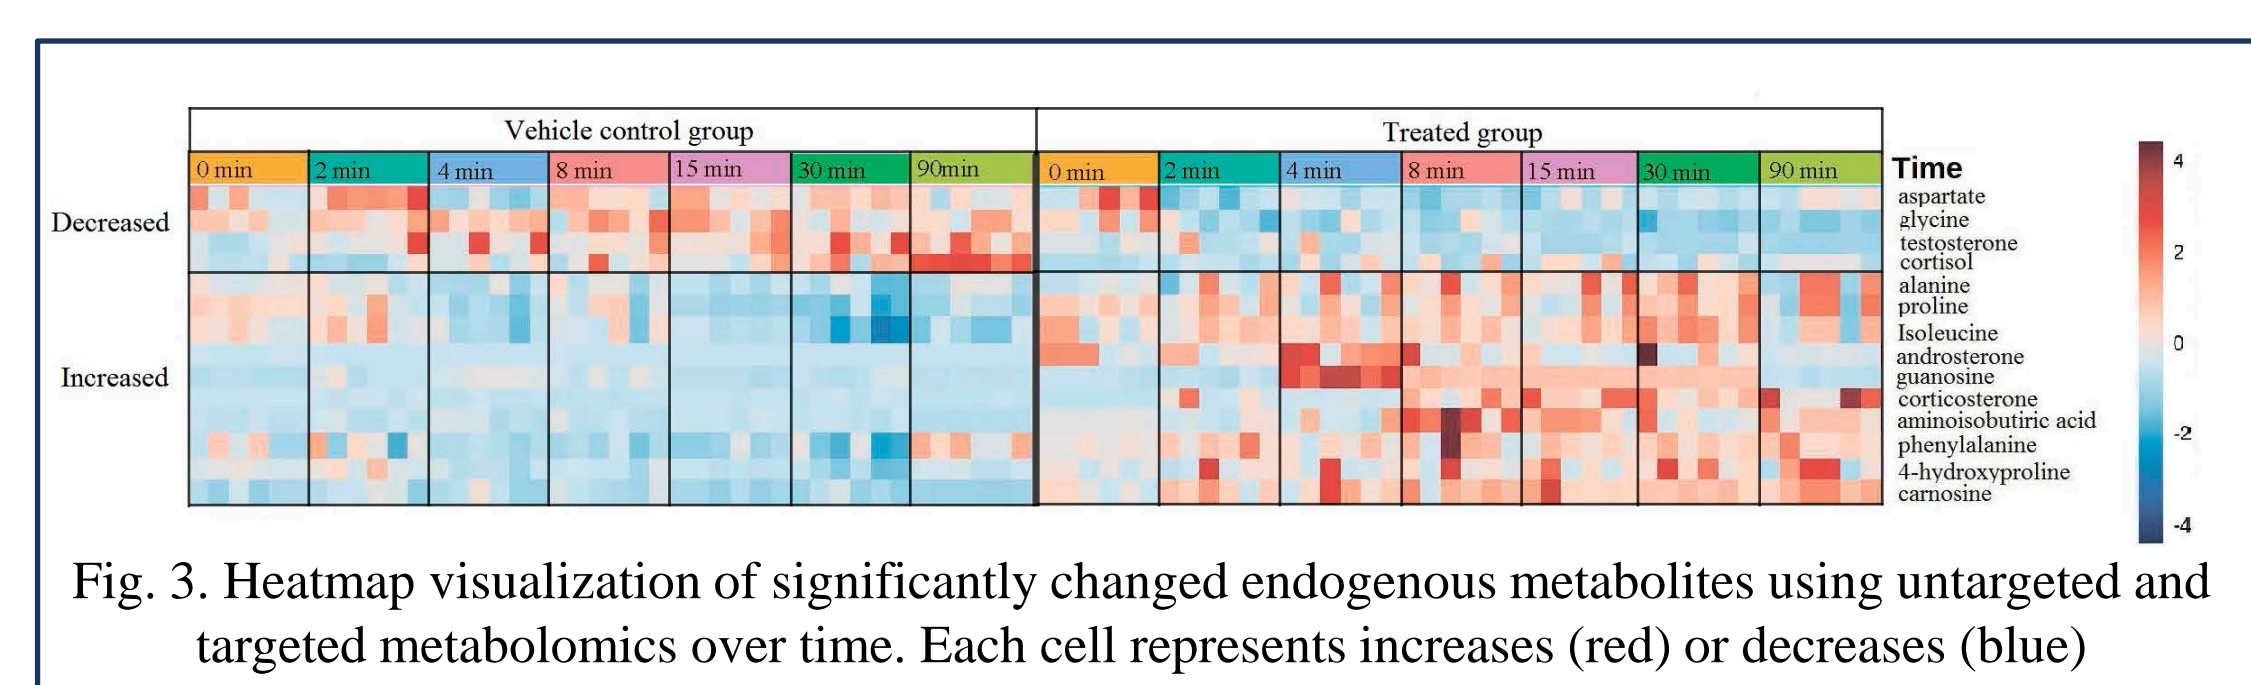 Vehicle control group
Treated group
0 min
2 min
4 min
8 min
15 min
30 min
90min
0 min
2 min
4 min
8 min
15 min
30 min
90 min
Time
Decreased
Increased
aspartate
glycine
testosterone
cortisol
alanine
proline
Isoleucine
androsterone
guanosine
corticosterone
aminoisobutiric acid
phenylalanine
4-hydroxyproline
carnosine
4
2
0
-2
-4
Fig. 3. Heatmap visualization of significantly changed endogenous metabolites using untargeted and
targeted metabolomics over time. Each cell represents increases (red) or decreases (blue)